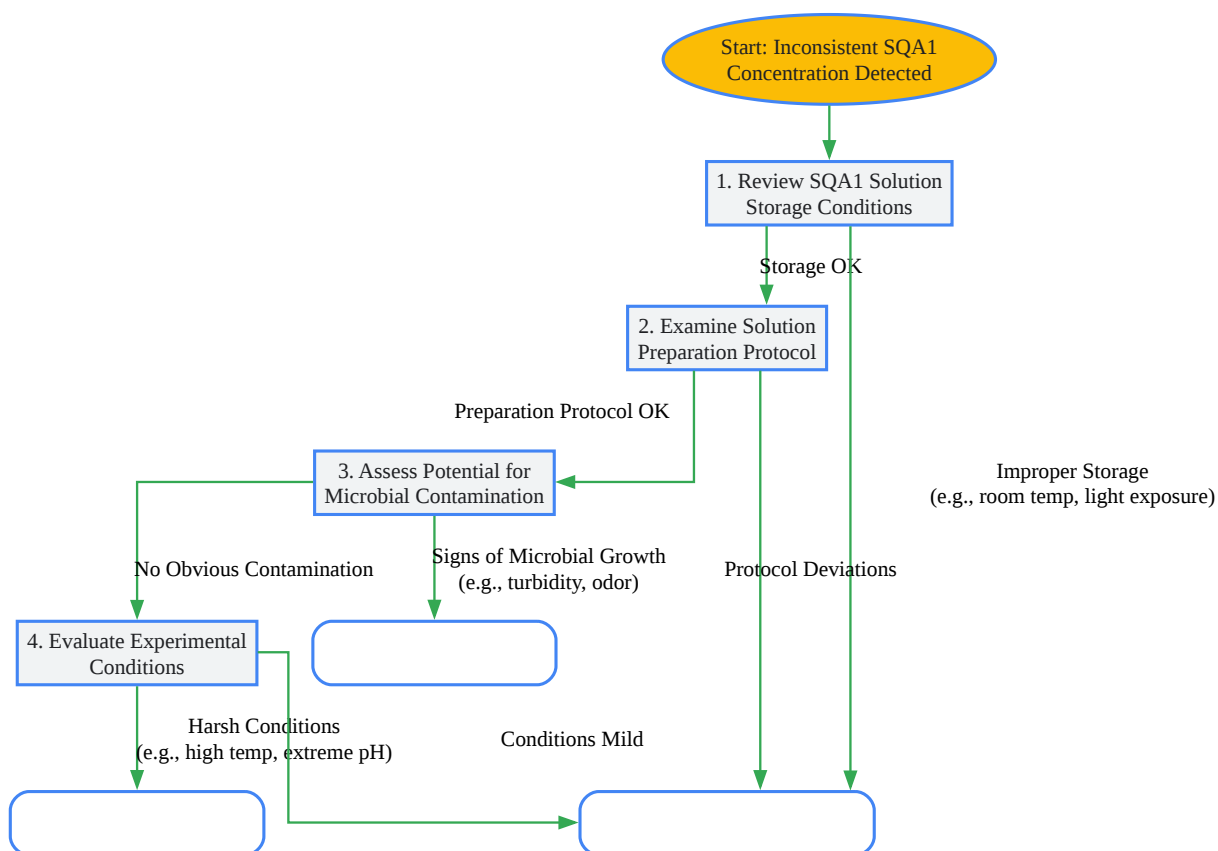 Start: Inconsistent SQA1
Concentration Detected
1. Review SQA1 Solution
Storage Conditions
Storage OK
2. Examine Solution
Preparation Protocol
Preparation Protocol OK
3. Assess Potential for
Microbial Contamination
Improper Storage
(e.g., room temp, light exposure)
Signs of Microbial Growth
(e.g., turbidity, odor)
No Obvious Contamination
Protocol Deviations
4. Evaluate Experimental
Conditions
Harsh Conditions
(e.g., high temp, extreme pH)
Conditions Mild